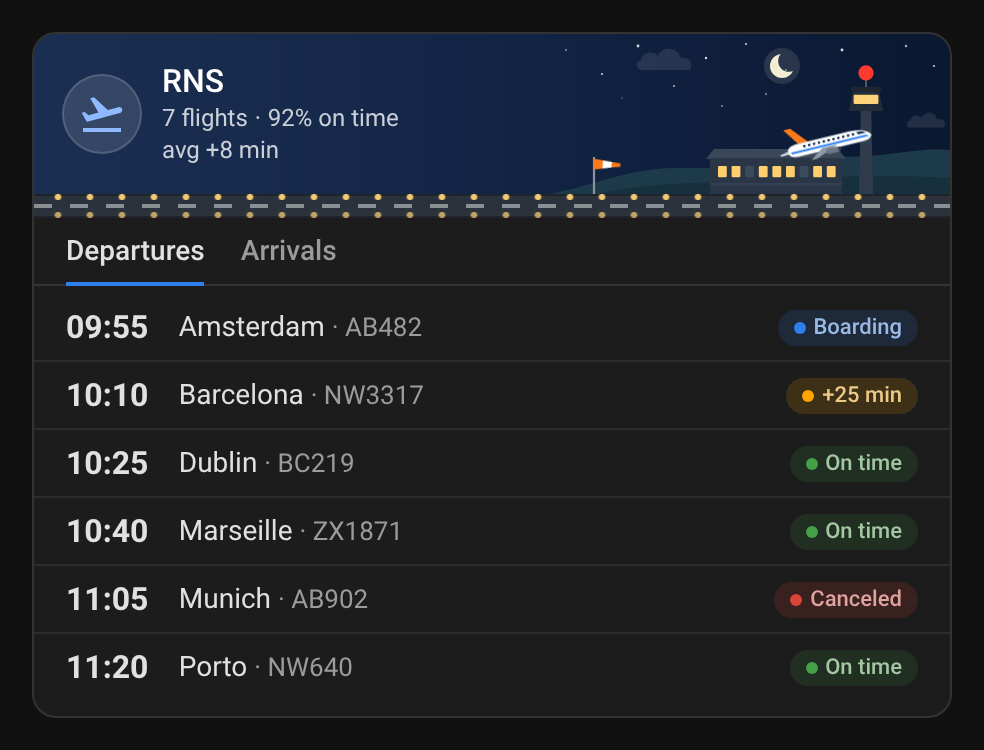 RNS
7 flights · 92% on time
avg +8 min
Departures Arrivals
09:55 Amsterdam · AB482 Boarding
10:10 Barcelona · NW3317 +25 min
10:25 Dublin · BC219 On time
10:40 Marseille · ZX1871 On time
11:05 Munich · AB902 Canceled
11:20 Porto · NW640 On time